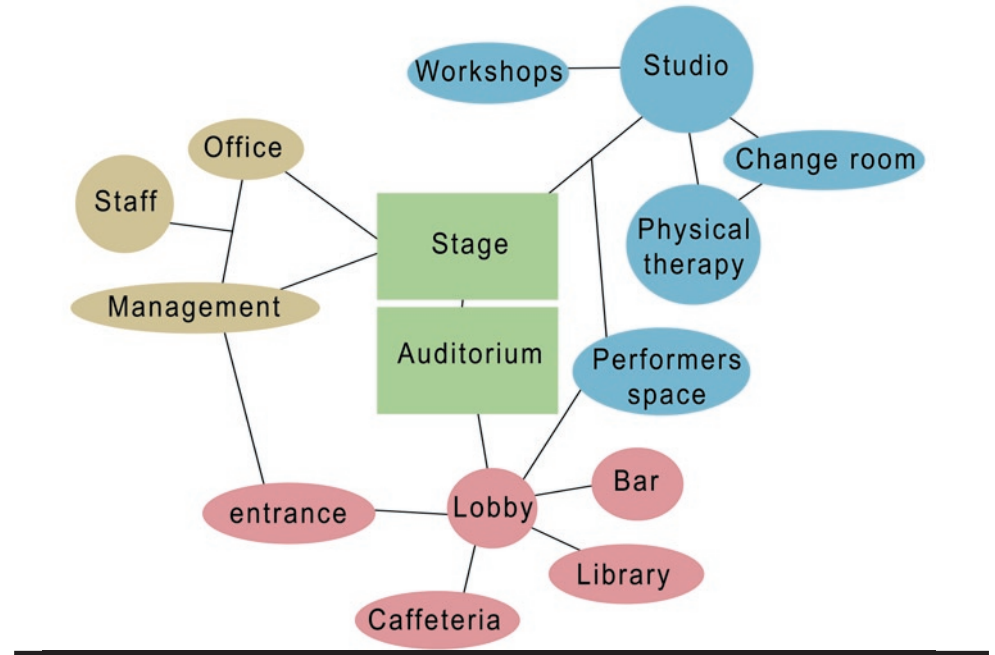 Workshops
Studio
Office
Change room
Staff
Stage
Physical
therapy
Management
Auditorium
Performers
space
Bar
entrance
Lobby
Library
Caffeteria